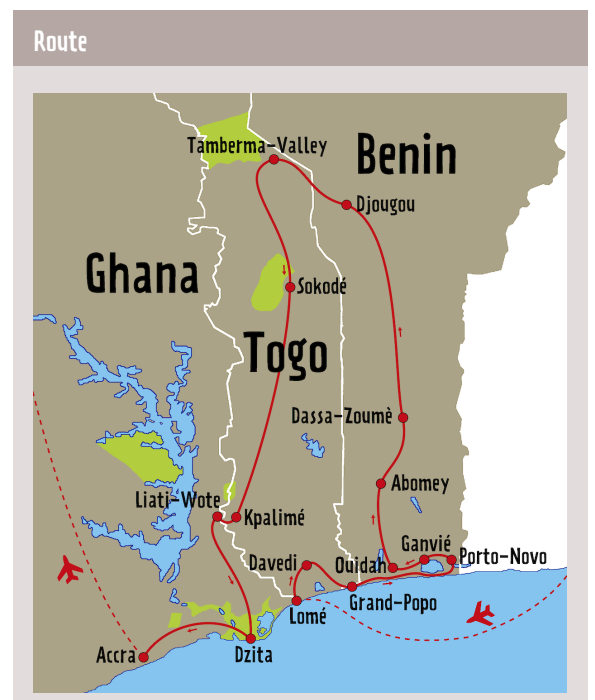 Route
Tamberma-Valley
Benin
Djougou
Ghana
Sokodé
Togo
Dassa-Zoumè
Abomey
Liati-Wote
Kpalimé
Ganvié
Davedi
Ouidah
Porto-Novo
Grand-Popo
Lomé
Accra
Dzita